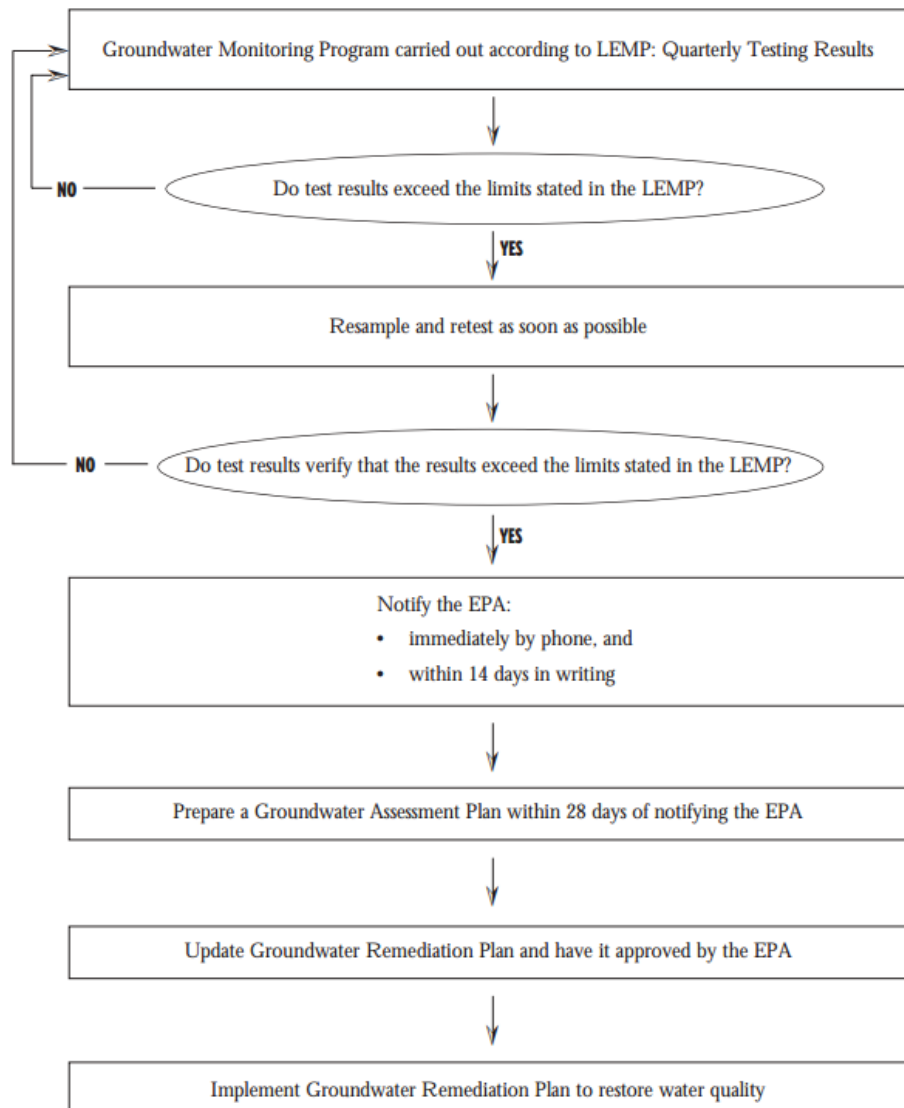 Groundwater Monitoring Program carried out according to LEMP: Quarterly Testing Results
Do test results exceed the limits stated in the LEMP?
NO
YES
Resample and retest as soon as possible
Do test results verify that the results exceed the limits stated in the LEMP?
NO
YES
Notify the EPA:
• immediately by phone, and
• within 14 days in writing
Prepare a Groundwater Assessment Plan within 28 days of notifying the EPA
Update Groundwater Remediation Plan and have it approved by the EPA
Implement Groundwater Remediation Plan to restore water quality